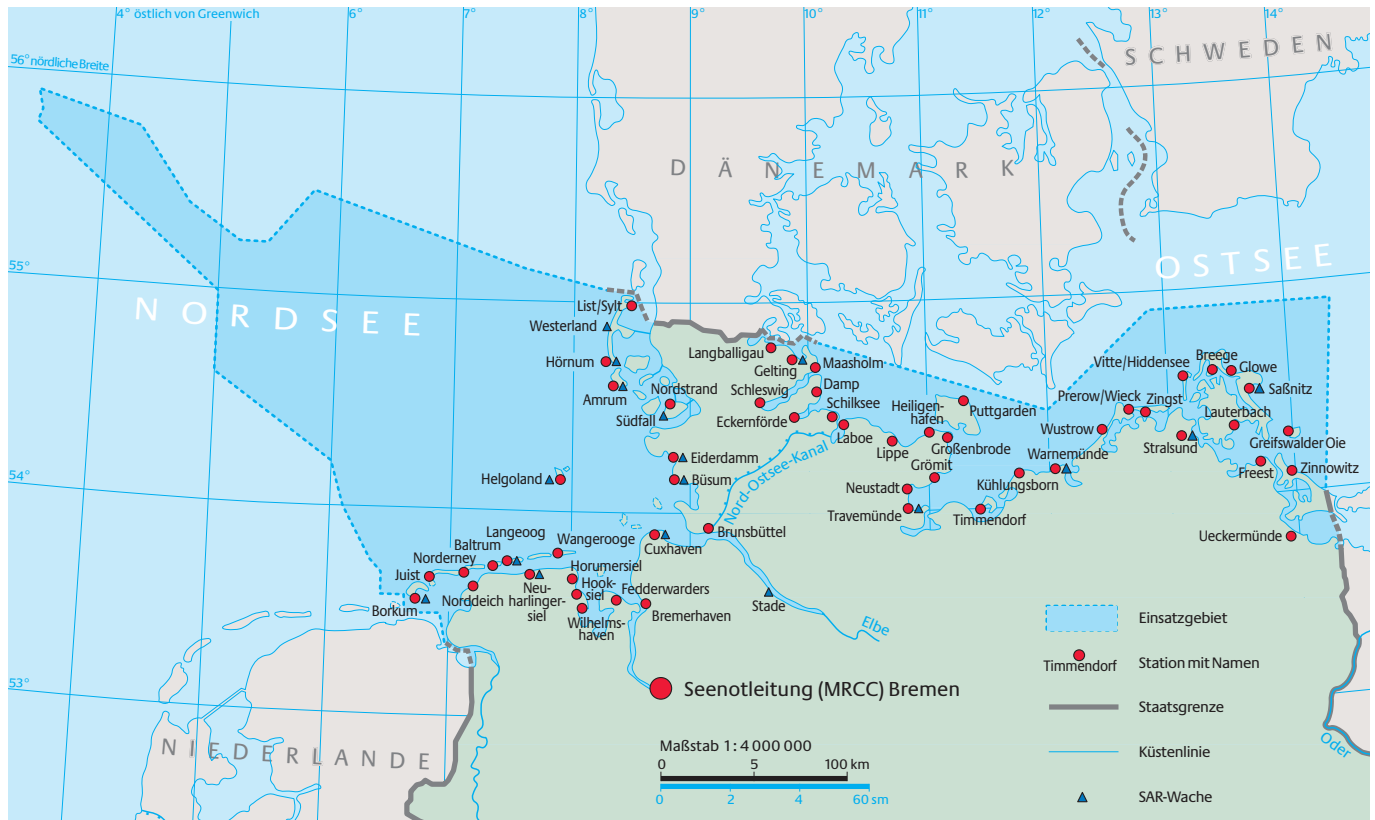 4° östlich von Greenwich
6°
7°
8°
9°
10°
11°
12°
13°
14°
56° nördliche Breite
SCHWEDEN
DÄNEMARK
55°
NORDSEE
OSTSEE
List/Sylt
Westerland
Hörnum
Amrum
Nordstrand
Südfall
Langballigau
Gelting
Maasholm
Schleswig
Damp
Eckernförde
Schilksee
Laboe
Lippe
Heiligen-
hafen
Puttgarden
Großenbrode
Grömit
Neustadt
Travemünde
Timmendorf
Kühlungsborn
Warnemünde
Wustrow
Prerow/Wieck
Zingst
Vitte/Hiddensee
Breege
Glowe
Saßnitz
Lauterbach
Stralsund
Greifswalder Oie
Freest
Zinnowitz
Ueckermünde
54°
Eiderdamm
Büsum
Helgoland
Nord-Ostsee-Kanal
Brunsbüttel
Cuxhaven
Wangerooge
Langeoog
Baltrum
Norderney
Juist
Borkum
Norddeich
Neu-
harlinger-
siel
Horumersiel
Hook-
siel
Wilhelms-
haven
Fedderwarders
Bremerhaven
Stade
Elbe
53°
NIEDERLANDE
Seenotleitung (MRCC) Bremen
Maßstab 1 : 4 000 000
0 5 100 km
0 2 4 60 sm
Einsatzgebiet
Timmendorf
Station mit Namen
Staatsgrenze
Küstenlinie
SAR-Wache
Oder